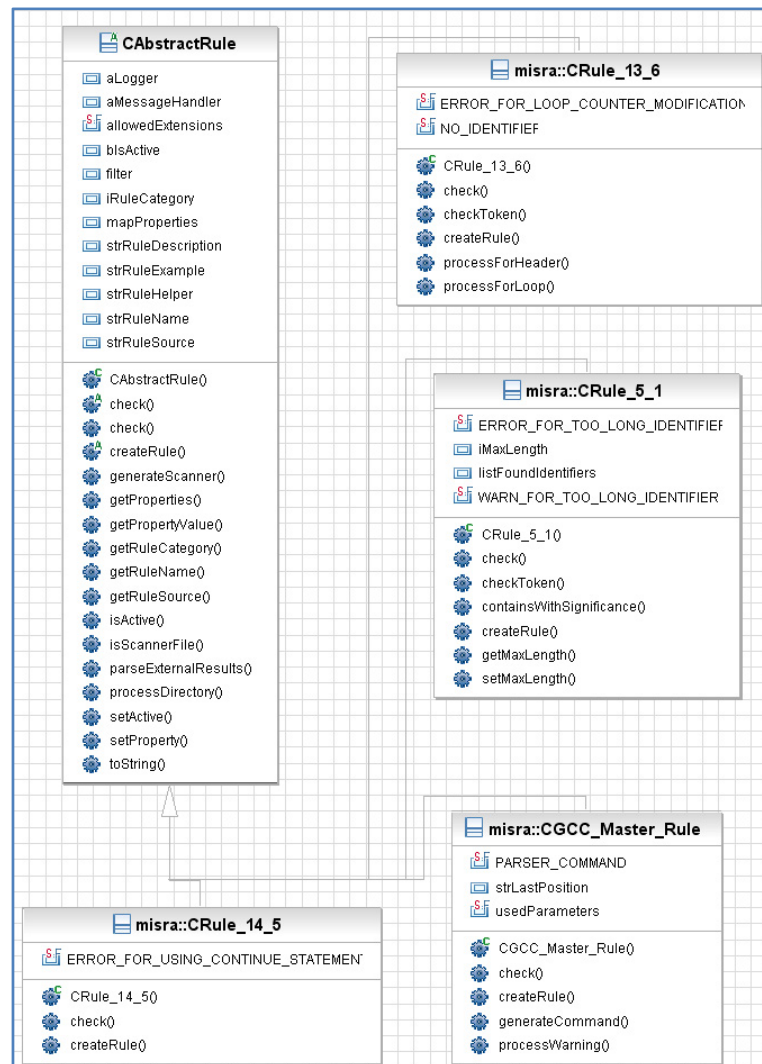 CAbstractRule
aLogger
aMessageHandler
allowedExtensions
bIsActive
filter
iRuleCategory
mapProperties
strRuleDescription
strRuleExample
strRuleHelper
strRuleName
strRuleSource
CAbstractRule()
check()
check()
createRule()
generateScanner()
getProperties()
getPropertyValue()
getRuleCategory()
getRuleName()
getRuleSource()
isActive()
isScannerFile()
parseExternalResults()
processDirectory()
setActive()
setProperty()
toString()
misra::CRule_13_6
ERROR_FOR_LOOP_COUNTER_MODIFICATION
NO_IDENTIFIER
CRule_13_6()
check()
checkToken()
createRule()
processForHeader()
processForLoop()
misra::CRule_5_1
ERROR_FOR_TOO_LONG_IDENTIFIER
iMaxLength
listFoundIdentifiers
WARN_FOR_TOO_LONG_IDENTIFIER
CRule_5_1()
check()
checkToken()
containsWithSignificance()
createRule()
getMaxLength()
setMaxLength()
misra::CGCC_Master_Rule
PARSER_COMMAND
strLastPosition
usedParameters
CGCC_Master_Rule()
check()
createRule()
generateCommand()
processWarning()
misra::CRule_14_5
ERROR_FOR_USING_CONTINUE_STATEMENT
CRule_14_5()
check()
createRule()